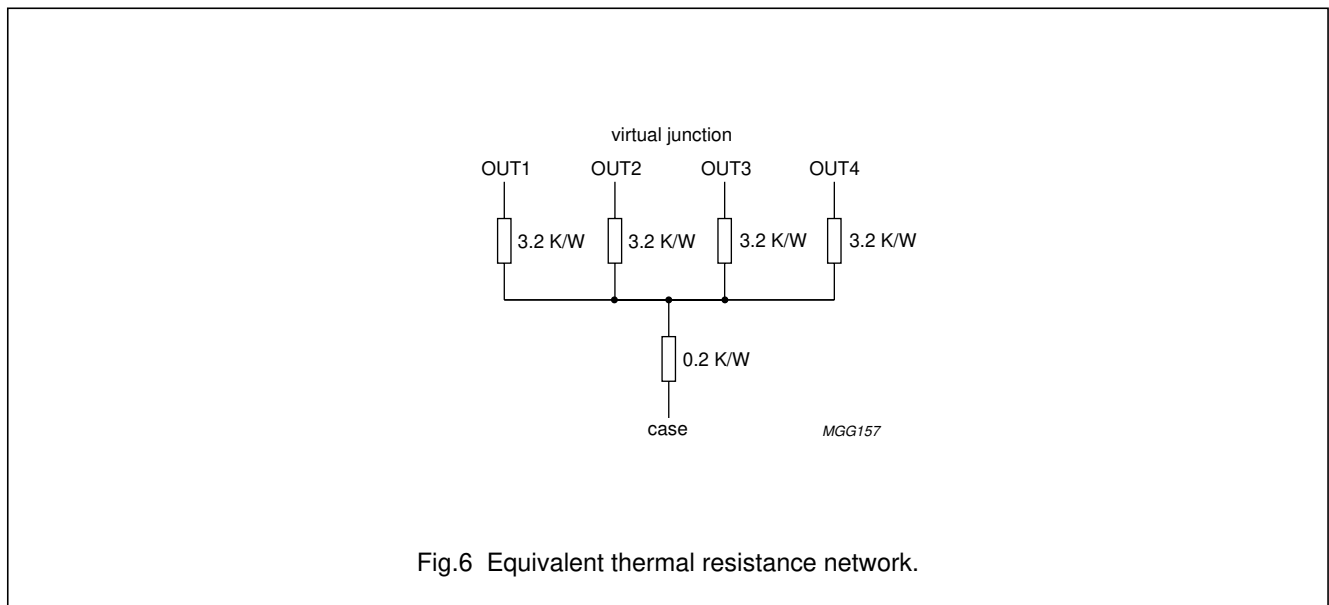 virtual junction
OUT1 OUT2 OUT3 OUT4
3.2 K/W 3.2 K/W 3.2 K/W 3.2 K/W
0.2 K/W
case MGG157
Fig.6 Equivalent thermal resistance network.